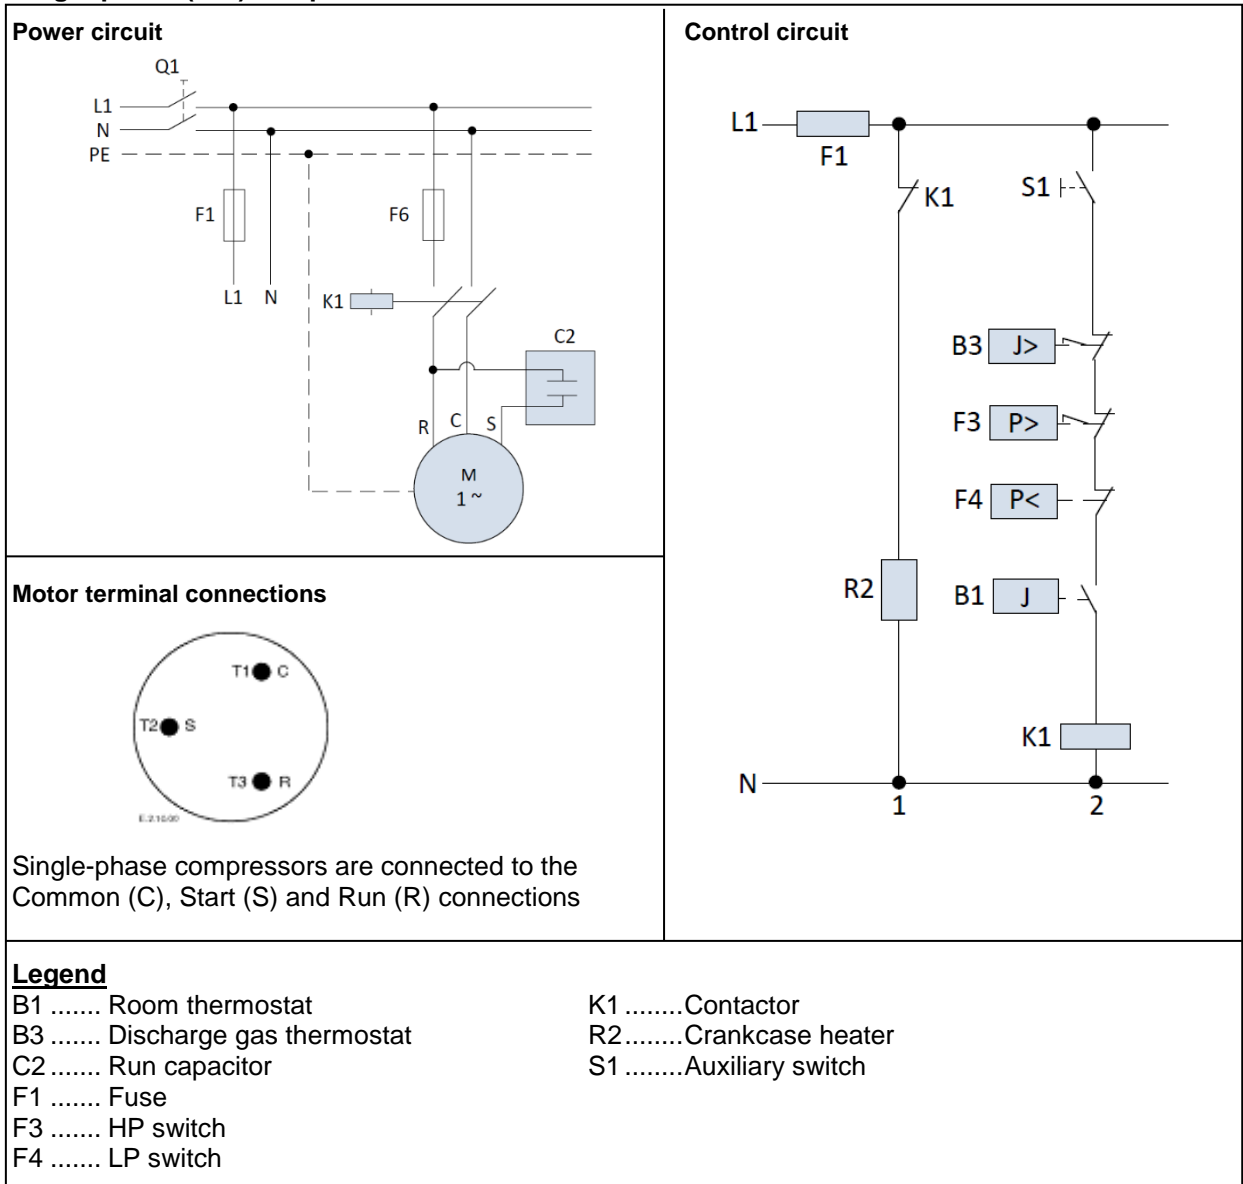 Power circuit
Q1
L1
N
PE
F1
F6
L1 N
K1
C2
R C S
M
1 ~
Control circuit
L1
F1
K1
S1
B3 J>
F3 P>
F4 P<
R2
B1 J
K1
N
1 2
Motor terminal connections
T1 C
T2 S
T3 R
Single-phase compressors are connected to the
Common (C), Start (S) and Run (R) connections
Legend
B1 ....... Room thermostat
B3 ....... Discharge gas thermostat
C2 ....... Run capacitor
F1 ....... Fuse
F3 ....... HP switch
F4 ....... LP switch
K1 ........Contactor
R2........Crankcase heater
S1 ........Auxiliary switch